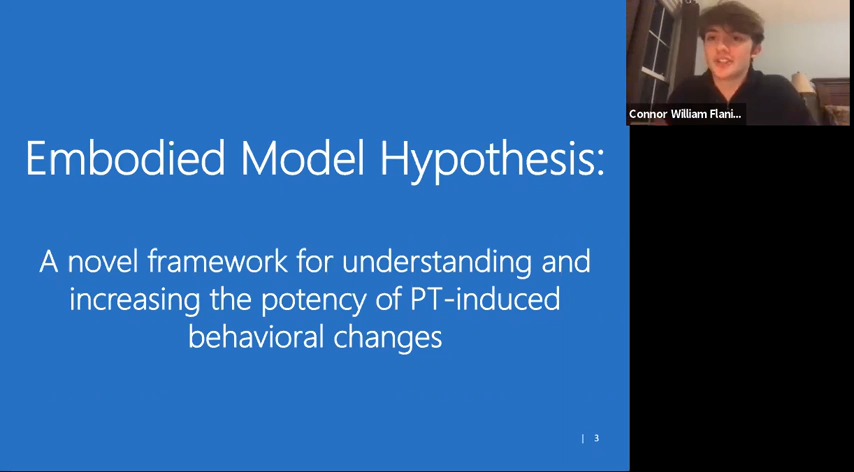 Embodied Model Hypothesis:
A novel framework for understanding and
increasing the potency of PT-induced
behavioral changes
| 3
Connor William Flani...